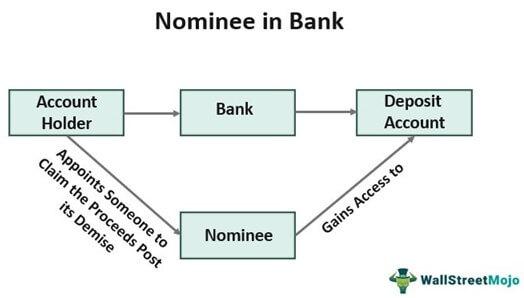 Nominee in Bank
Account
Holder
Bank
Deposit
Account
Appoints Someone to
Claim the Proceeds Post
its Demise
Gains Access to
Nominee
WallStreetMojo